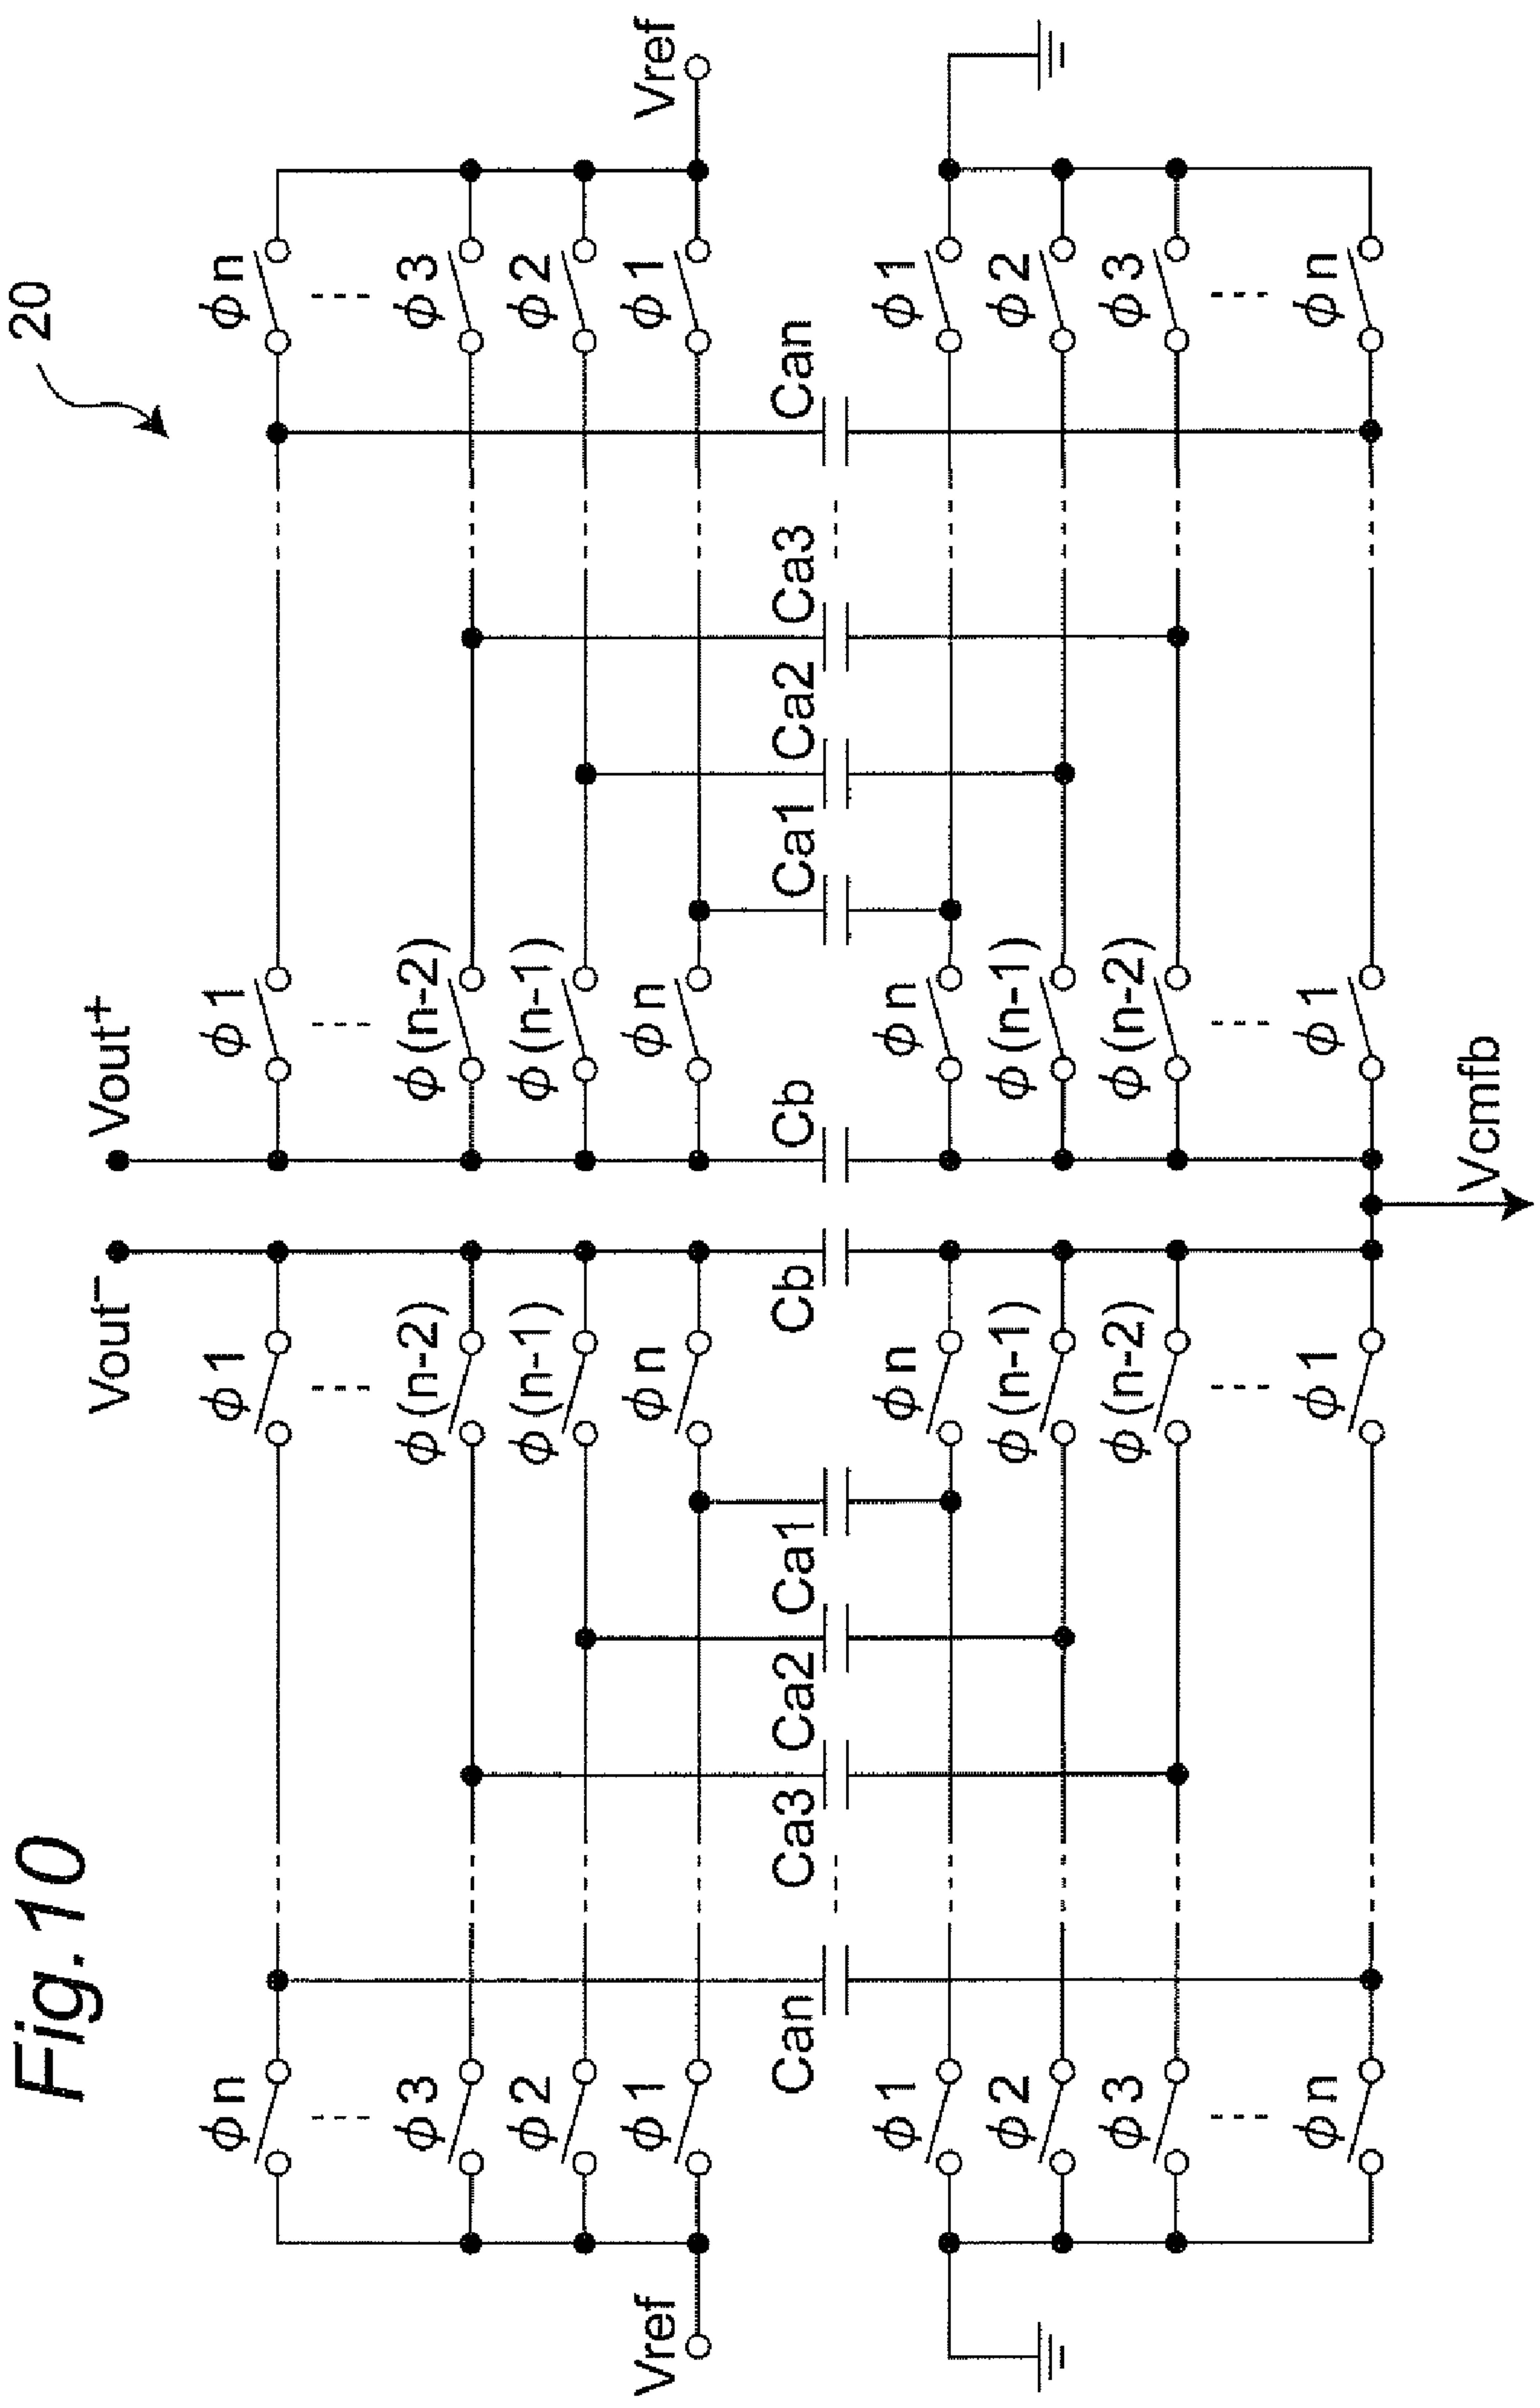 Fig.10 20
Vout− Vout+
φn φ1 φ1 φn
φ3 φ(n-2) φ(n-2) φ3
φ2 φ(n-1) φ(n-1) φ2
Vref φ1 φn φn φ1 Vref
Can Ca3 Ca2 Ca1 Cb Cb Ca1 Ca2 Ca3 Can
φ1 φn φn φ1
φ2 φ(n-1) φ(n-1) φ2
φ3 φ(n-2) φ(n-2) φ3
φn φ1 φ1 φn
Vcmfb